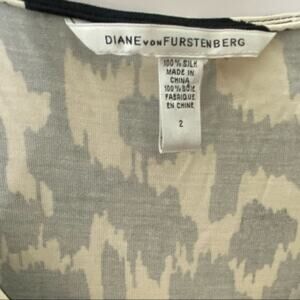 DIANE VON FURSTENBERG
100% SILK
MADE IN
CHINA
100% SOIE
FABRIQUE
EN CHINE
2